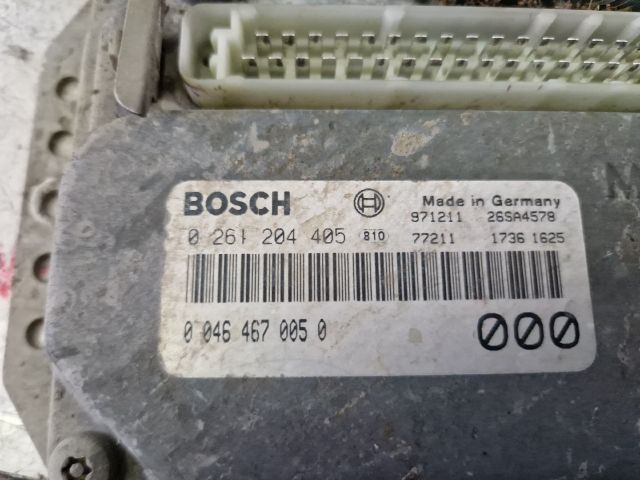 BOSCH Made in Germany
971211 26SA4578
0 261 204 405 810 77211 1736 1625
0 046 467 005 0 000